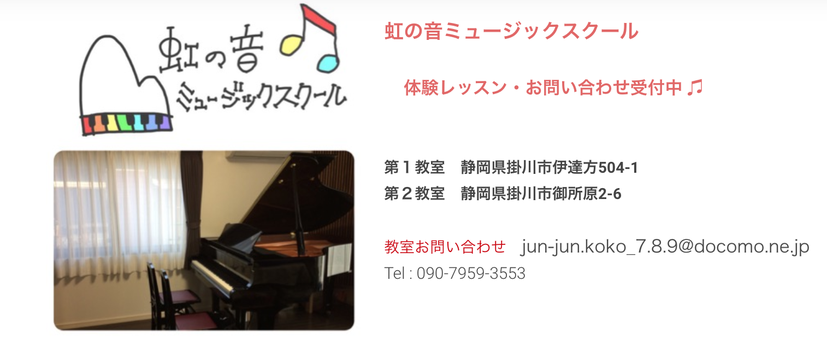 虹の音
ミュージックスクール
虹の音ミュージックスクール
体験レッスン・お問い合わせ受付中 ♫
第１教室　静岡県掛川市伊達方504-1
第２教室　静岡県掛川市御所原2-6
教室お問い合わせ　jun-jun.koko_7.8.9@docomo.ne.jp
Tel : 090-7959-3553